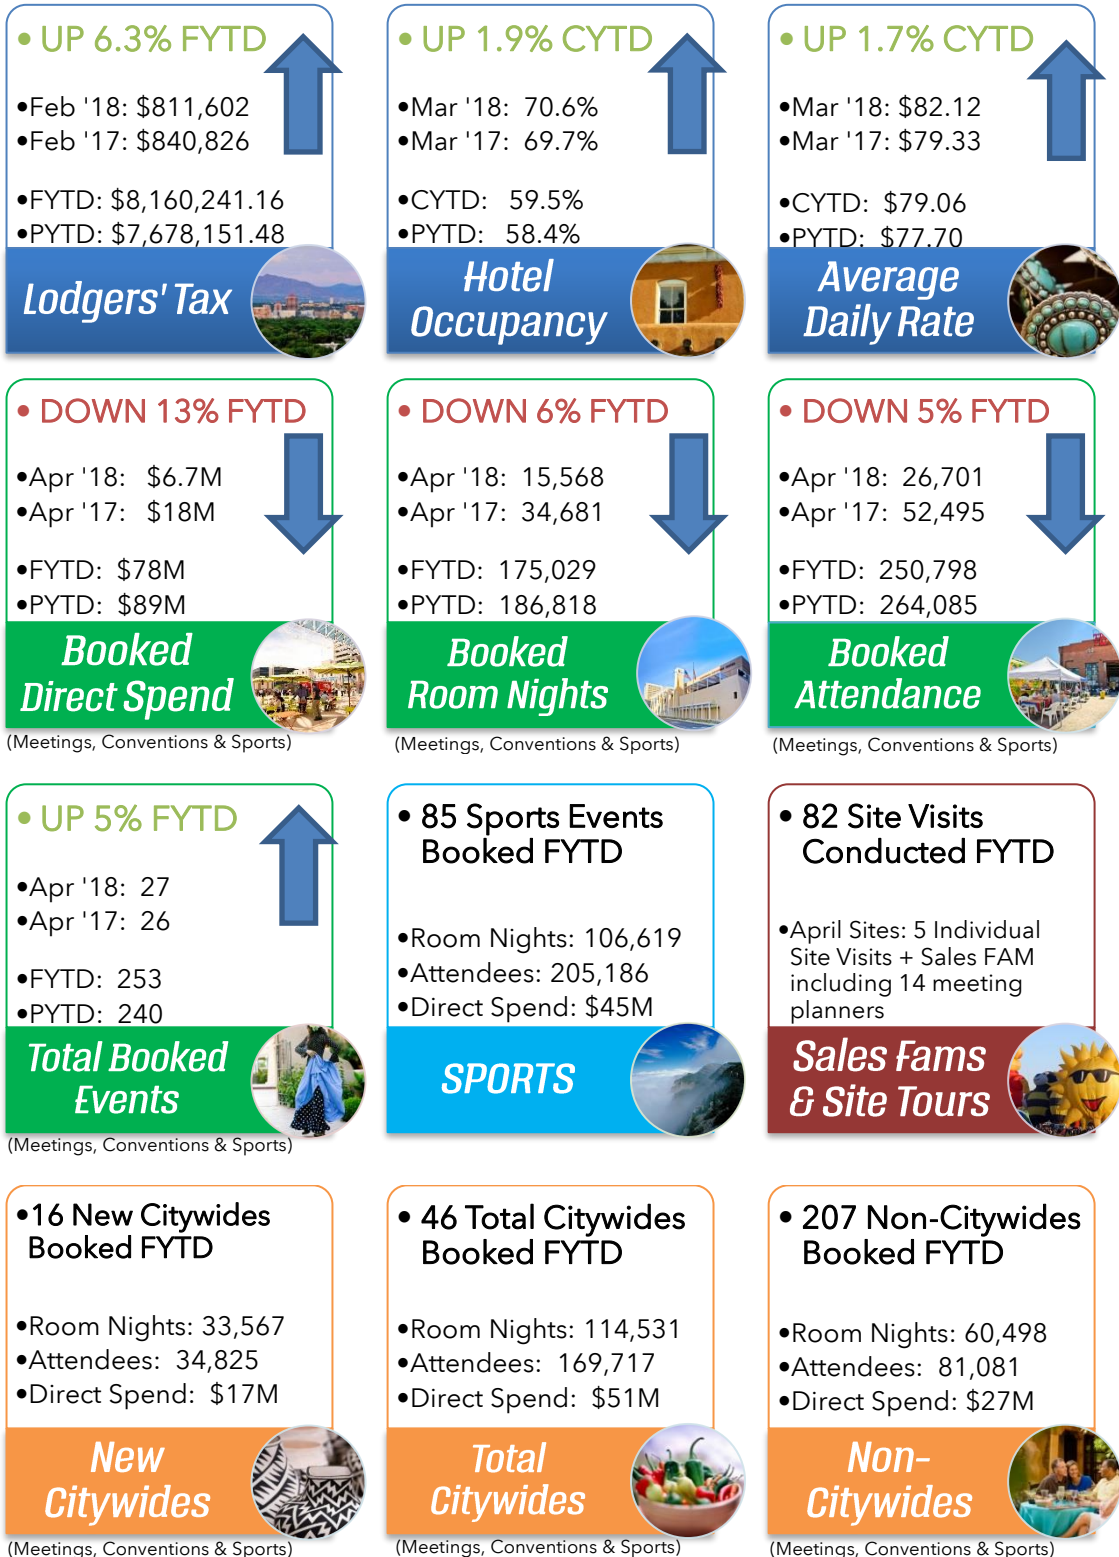 • UP 6.3% FYTD
•Feb '18: $811,602
•Feb '17: $840,826
•FYTD: $8,160,241.16
•PYTD: $7,678,151.48
Lodgers' Tax
• UP 1.9% CYTD
•Mar '18: 70.6%
•Mar '17: 69.7%
•CYTD: 59.5%
•PYTD: 58.4%
Hotel
Occupancy
• UP 1.7% CYTD
•Mar '18: $82.12
•Mar '17: $79.33
•CYTD: $79.06
•PYTD: $77.70
Average
Daily Rate
• DOWN 13% FYTD
•Apr '18: $6.7M
•Apr '17: $18M
•FYTD: $78M
•PYTD: $89M
Booked
Direct Spend
(Meetings, Conventions & Sports)
• DOWN 6% FYTD
•Apr '18: 15,568
•Apr '17: 34,681
•FYTD: 175,029
•PYTD: 186,818
Booked
Room Nights
(Meetings, Conventions & Sports)
• DOWN 5% FYTD
•Apr '18: 26,701
•Apr '17: 52,495
•FYTD: 250,798
•PYTD: 264,085
Booked
Attendance
(Meetings, Conventions & Sports)
• UP 5% FYTD
•Apr '18: 27
•Apr '17: 26
•FYTD: 253
•PYTD: 240
Total Booked
Events
(Meetings, Conventions & Sports)
• 85 Sports Events
Booked FYTD
•Room Nights: 106,619
•Attendees: 205,186
•Direct Spend: $45M
SPORTS
• 82 Site Visits
Conducted FYTD
•April Sites: 5 Individual
Site Visits + Sales FAM
including 14 meeting
planners
Sales Fams
& Site Tours
•16 New Citywides
Booked FYTD
•Room Nights: 33,567
•Attendees: 34,825
•Direct Spend: $17M
New
Citywides
(Meetings, Conventions & Sports)
• 46 Total Citywides
Booked FYTD
•Room Nights: 114,531
•Attendees: 169,717
•Direct Spend: $51M
Total
Citywides
(Meetings, Conventions & Sports)
• 207 Non-Citywides
Booked FYTD
•Room Nights: 60,498
•Attendees: 81,081
•Direct Spend: $27M
Non-
Citywides
(Meetings, Conventions & Sports)